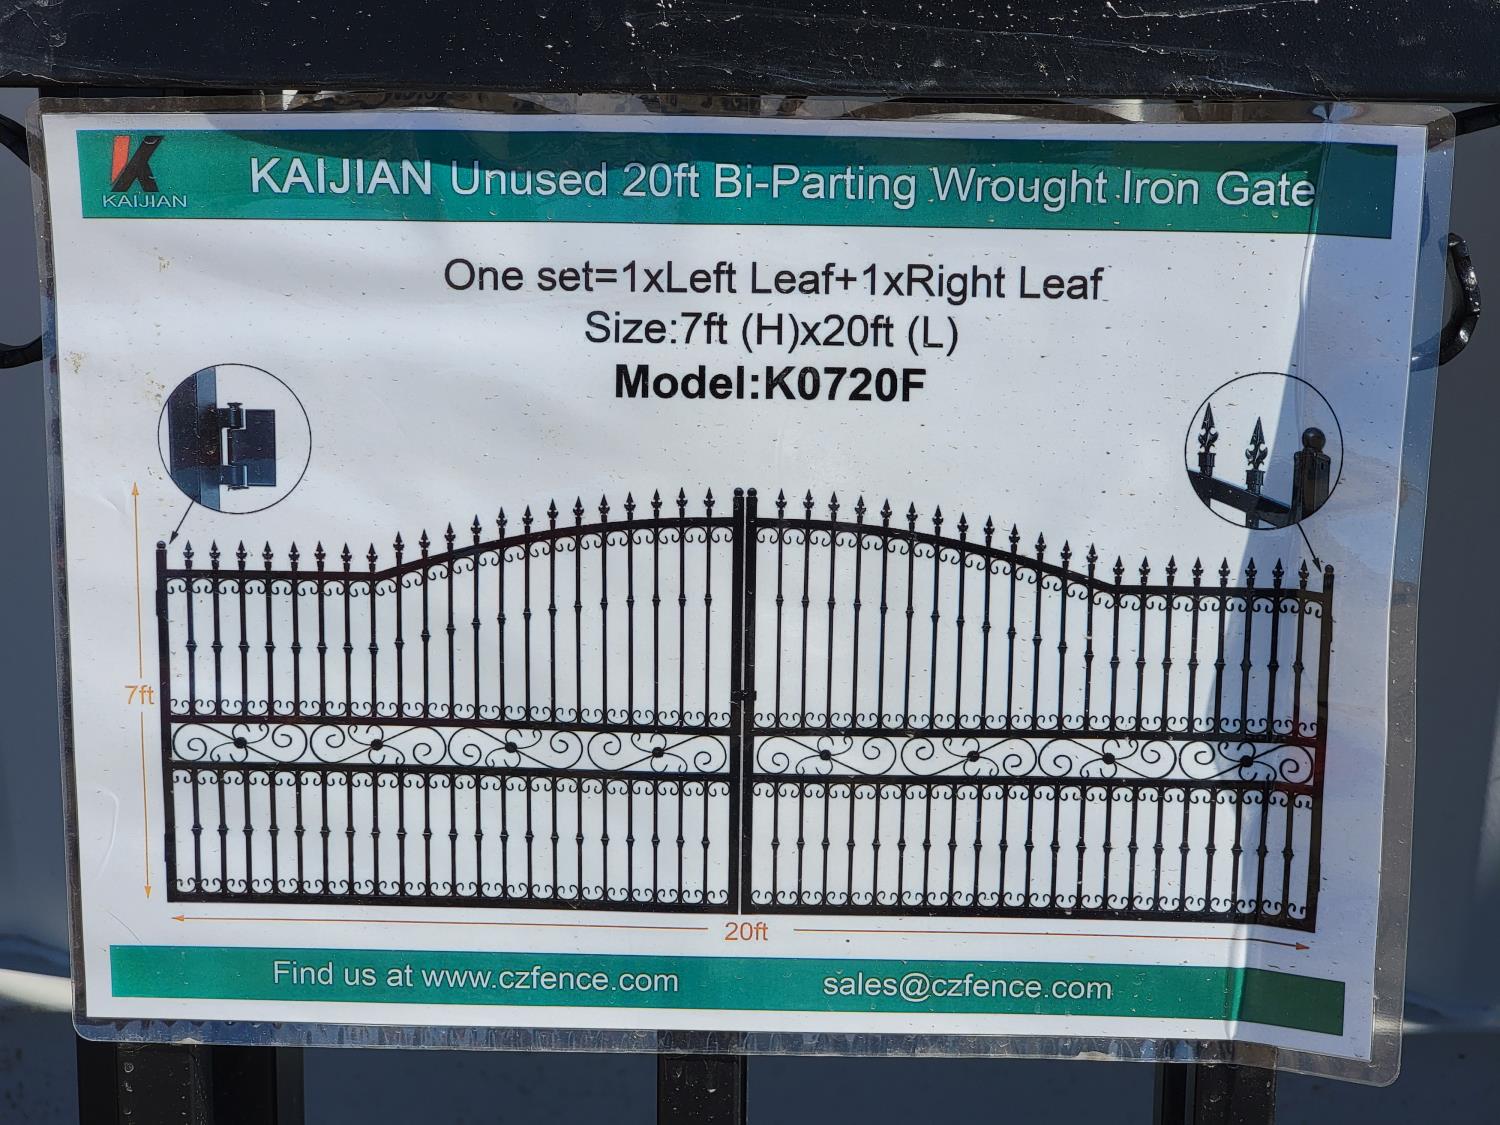 KAIJIAN
KAIJIAN Unused 20ft Bi-Parting Wrought Iron Gate
One set=1xLeft Leaf+1xRight Leaf
Size:7ft (H)x20ft (L)
Model:K0720F
7ft
20ft
Find us at www.czfence.com
sales@czfence.com